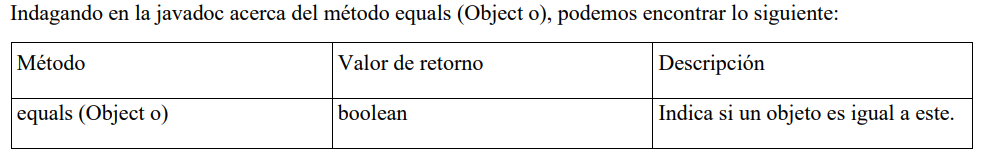 Indagando en la javadoc acerca del método equals (Object o), podemos encontrar lo siguiente:
Método Valor de retorno Descripción
equals (Object o) boolean Indica si un objeto es igual a este.